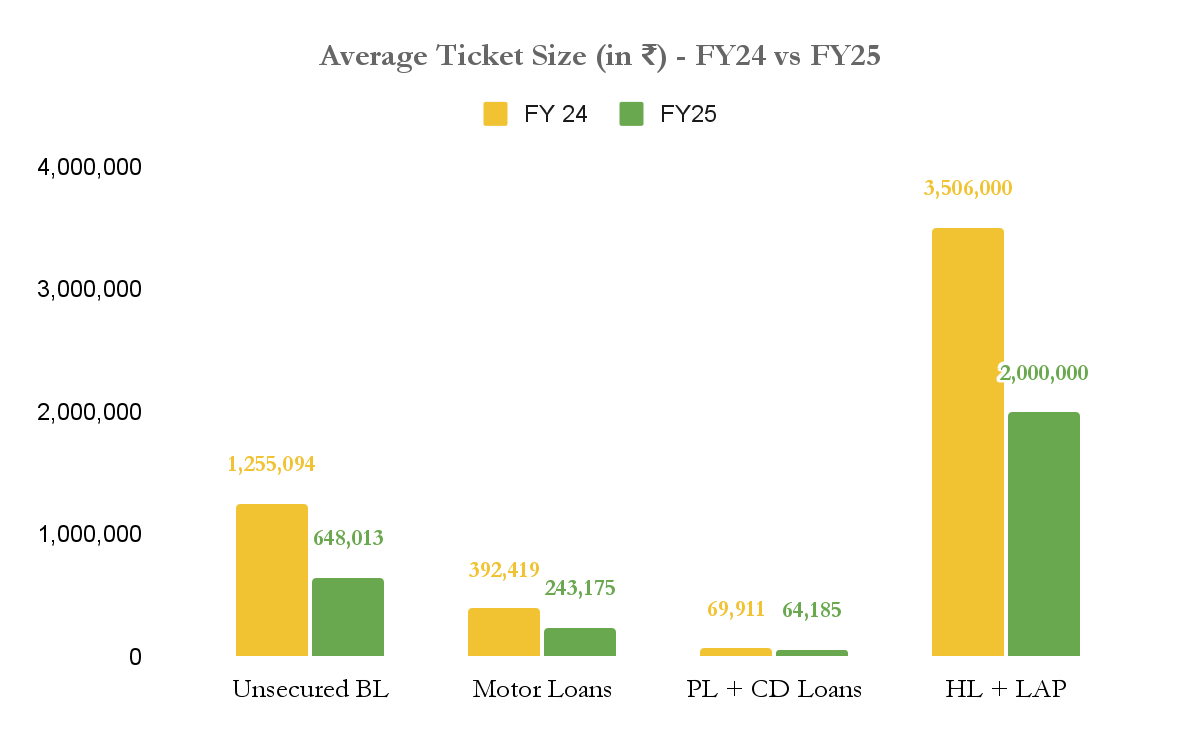 Average Ticket Size (in ₹) - FY24 vs FY25
FY 24 FY25
4,000,000
3,000,000
2,000,000
1,000,000
0
1,255,094
648,013
392,419
243,175
69,911
64,185
3,506,000
2,000,000
Unsecured BL
Motor Loans
PL + CD Loans
HL + LAP